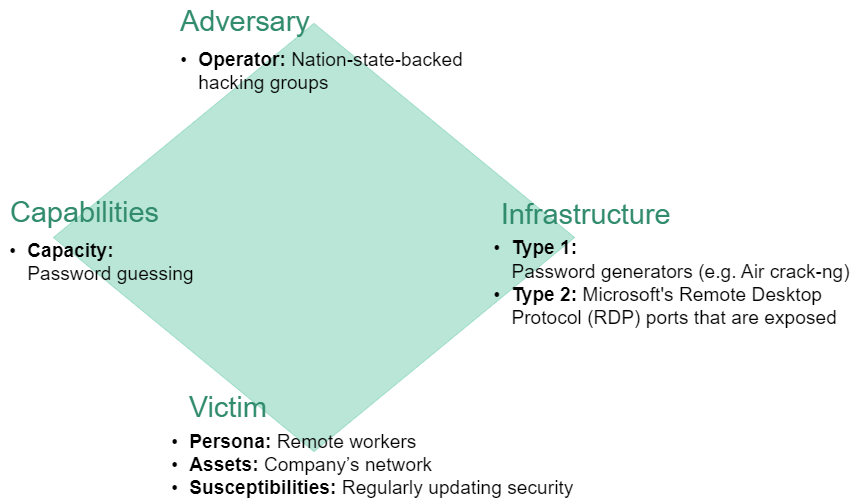 Adversary
• Operator: Nation-state-backed
hacking groups
Capabilities
• Capacity:
Password guessing
Infrastructure
• Type 1:
Password generators (e.g. Air crack-ng)
• Type 2: Microsoft's Remote Desktop
Protocol (RDP) ports that are exposed
Victim
• Persona: Remote workers
• Assets: Company’s network
• Susceptibilities: Regularly updating security